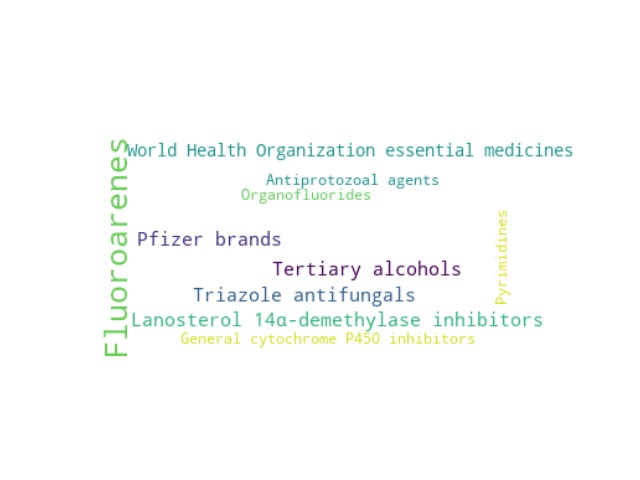 Fluoroarenes
World Health Organization essential medicines
Antiprotozoal agents
Organofluorides
Pfizer brands
Pyrimidines
Tertiary alcohols
Triazole antifungals
Lanosterol 14α-demethylase inhibitors
General cytochrome P450 inhibitors